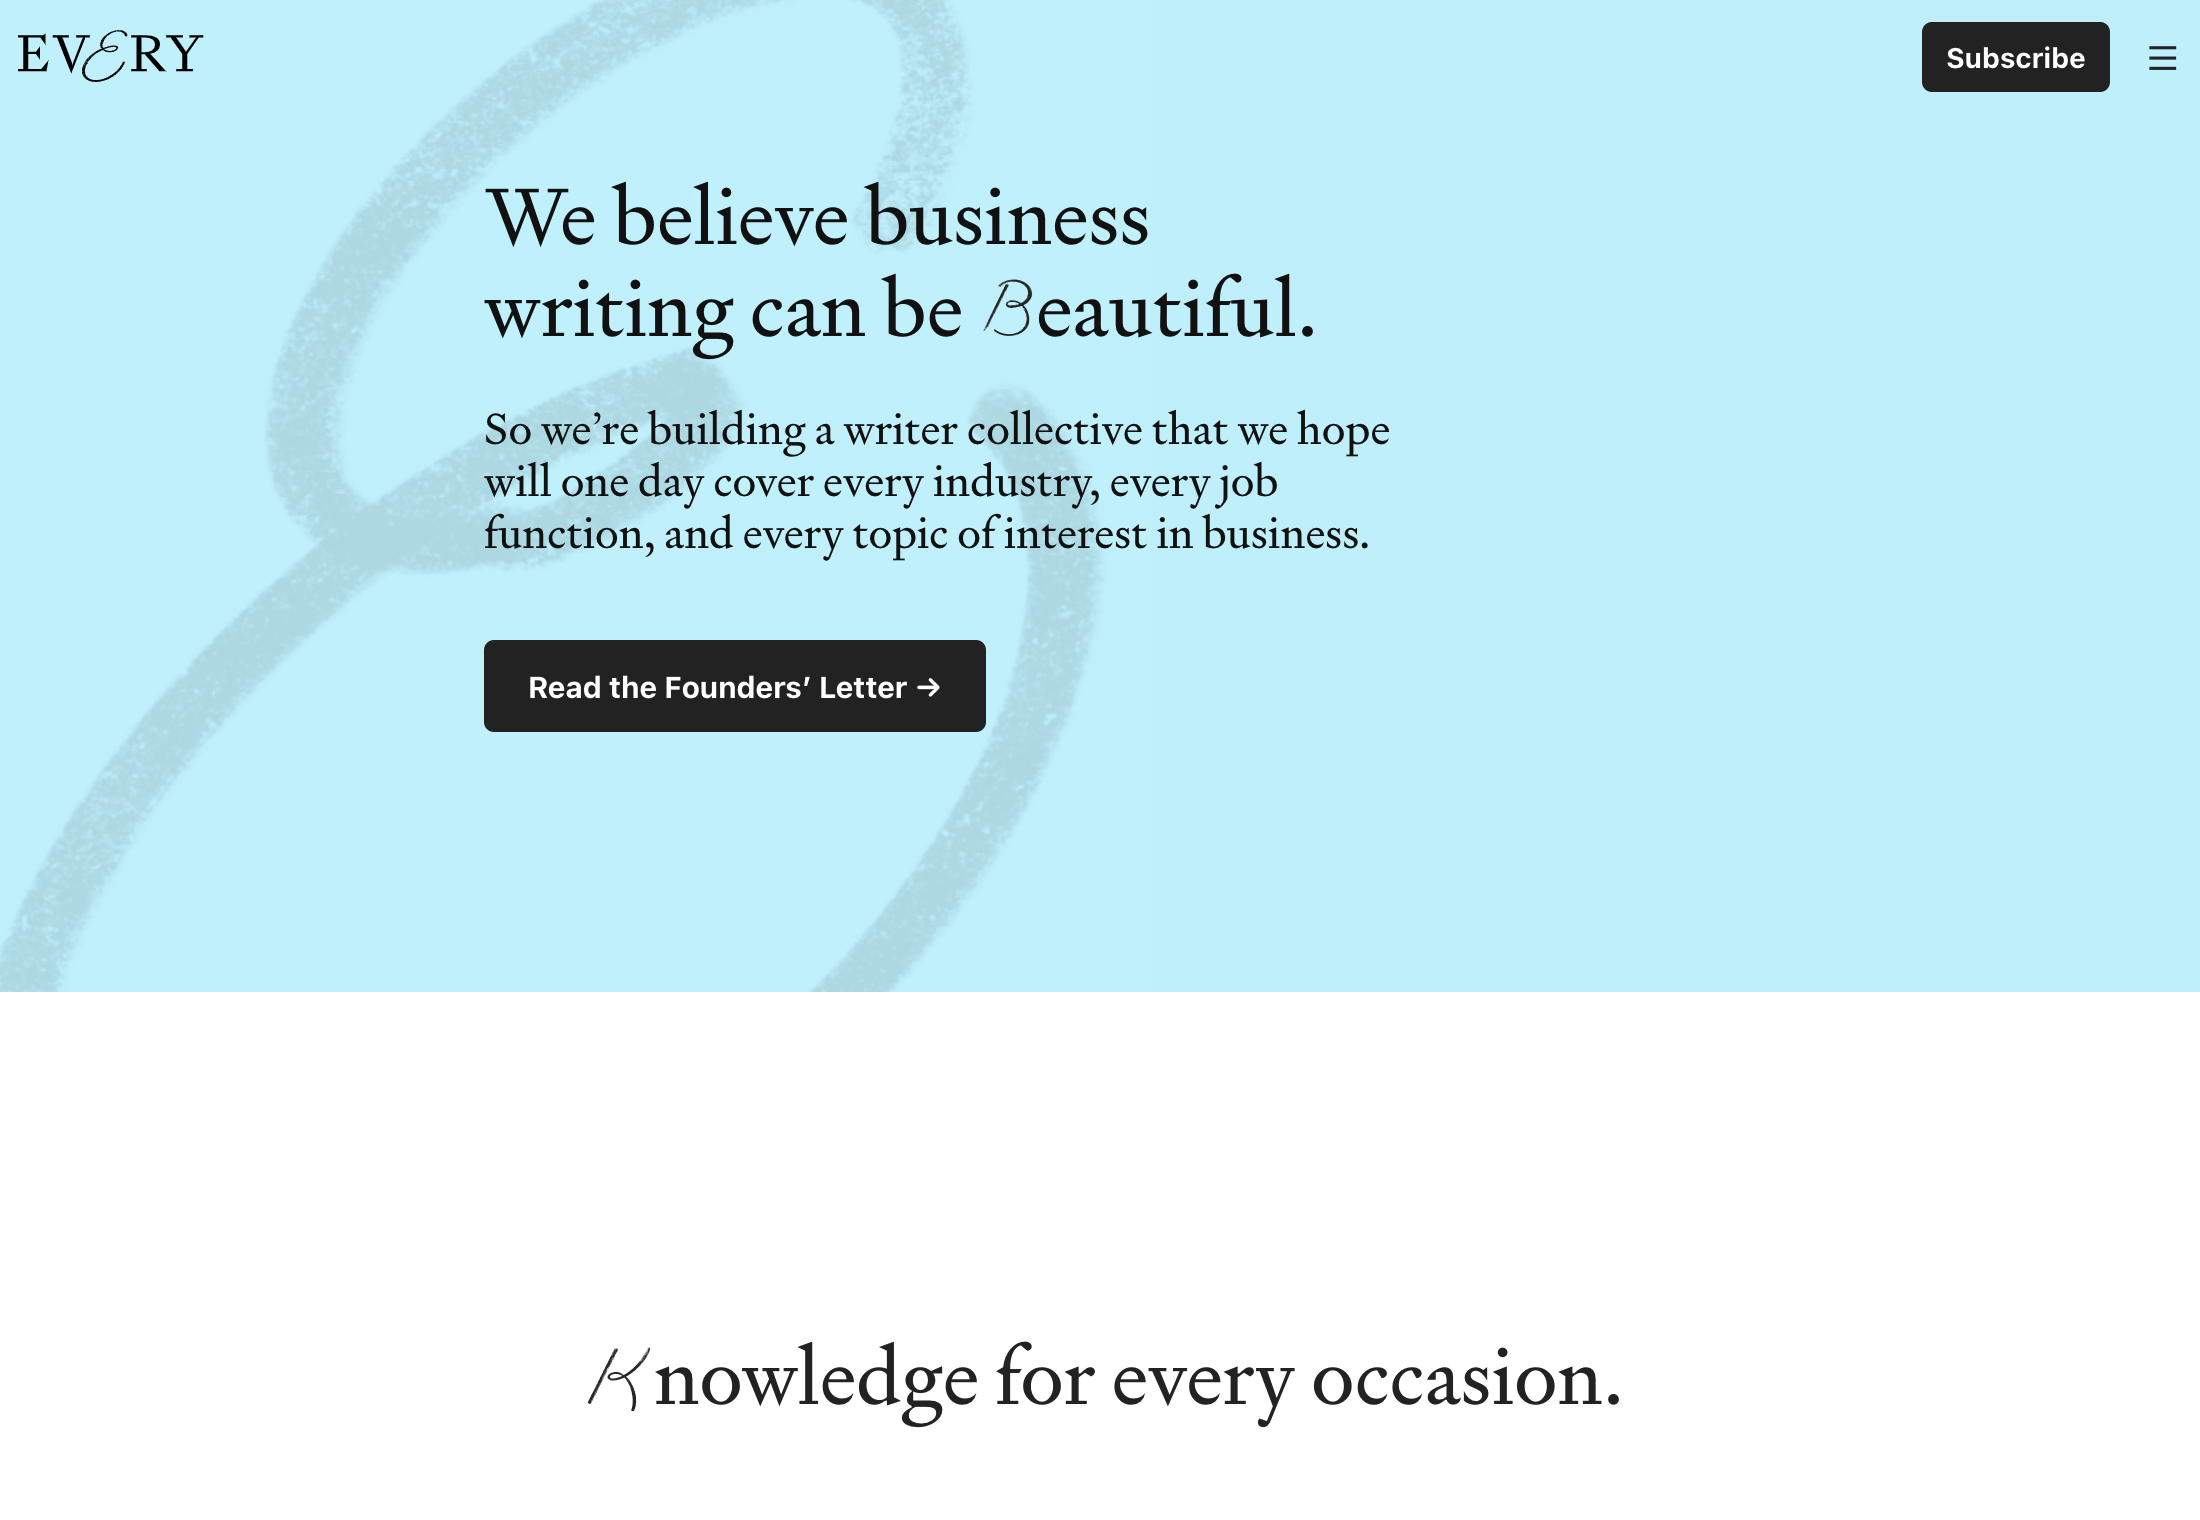 EVERY
Subscribe
We believe business
writing can be Beautiful.
So we’re building a writer collective that we hope
will one day cover every industry, every job
function, and every topic of interest in business.
Read the Founders’ Letter →
Knowledge for every occasion.